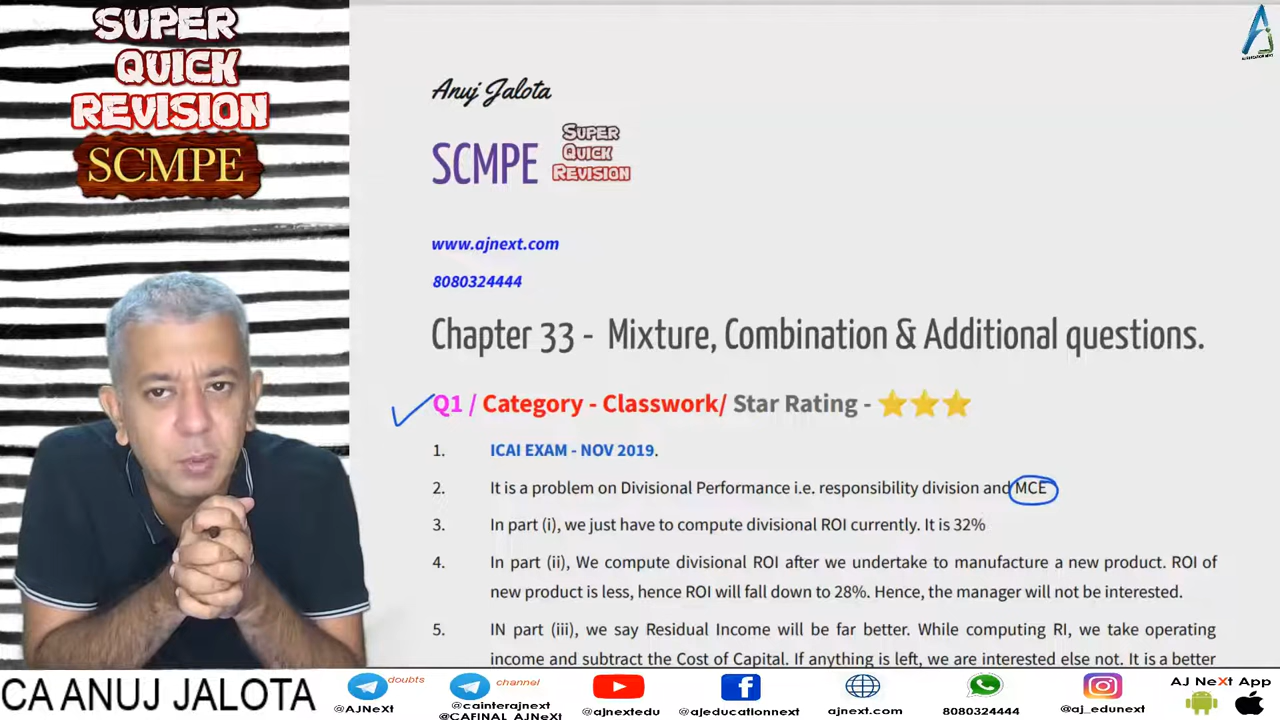 SUPER
QUICK
REVISION
SCMPE
Anuj Jalota
SCMPE
SUPER
QUICK
REVISION
www.ajnext.com
8080324444
Chapter 33 - Mixture, Combination & Additional questions.
Q1 / Category - Classwork/ Star Rating - ⭐⭐⭐
1. ICAI EXAM - NOV 2019.
2. It is a problem on Divisional Performance i.e. responsibility division and MCE
3. In part (i), we just have to compute divisional ROI currently. It is 32%
4. In part (ii), We compute divisional ROI after we undertake to manufacture a new product. ROI of
new product is less, hence ROI will fall down to 28%. Hence, the manager will not be interested.
5. IN part (iii), we say Residual Income will be far better. While computing RI, we take operating
income and subtract the Cost of Capital. If anything is left, we are interested else not. It is a better
CA ANUJ JALOTA
doubts
@AJNeXt
channel
@cainterajnext
@CAFINAL_AJNeXt
@ajnextedu
@ajeducationnext
ajnext.com
8080324444
@aj_edunext
AJ NeXt App